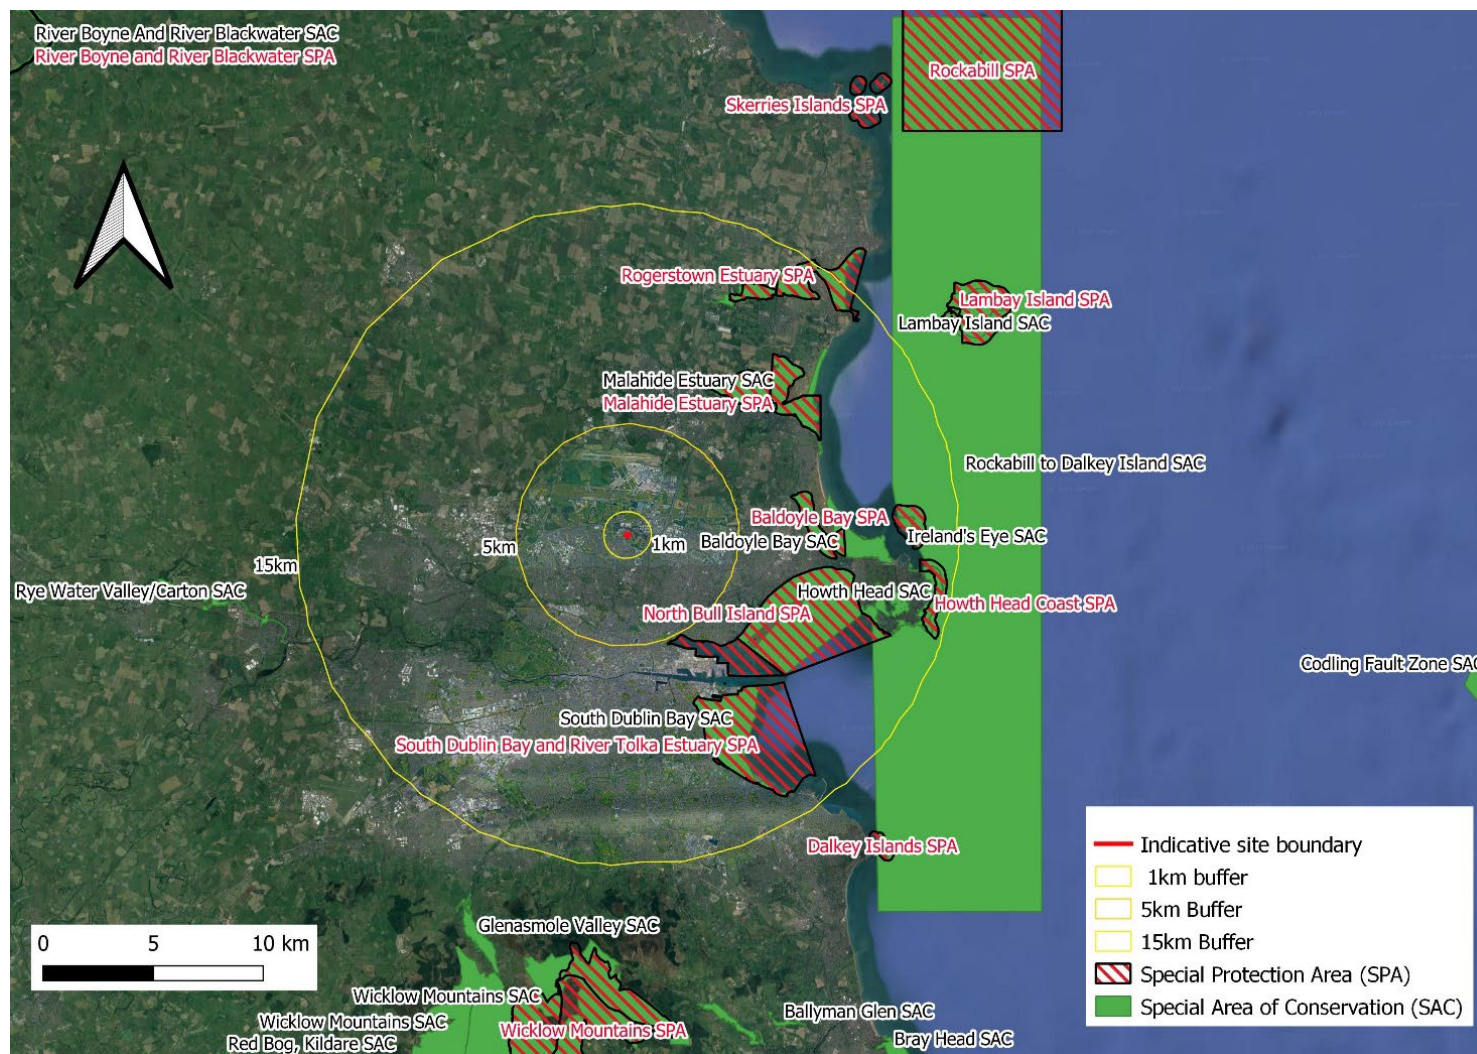 River Boyne And River Blackwater SAC
River Boyne and River Blackwater SPA
Rockabill SPA
Skerries Islands SPA
Rogerstown Estuary SPA
Lambay Island SPA
Lambay Island SAC
Malahide Estuary SAC
Malahide Estuary SPA
Rockabill to Dalkey Island SAC
Baldoyle Bay SPA
Ireland's Eye SAC
Baldoyle Bay SAC
5km
1km
15km
Rye Water Valley/Carton SAC
Howth Head SAC
Howth Head Coast SPA
North Bull Island SPA
Codling Fault Zone SAC
South Dublin Bay SAC
South Dublin Bay and River Tolka Estuary SPA
Dalkey Islands SPA
Indicative site boundary
1km buffer
5km Buffer
15km Buffer
Special Protection Area (SPA)
Special Area of Conservation (SAC)
0 5 10 km
Glenasmole Valley SAC
Wicklow Mountains SAC
Wicklow Mountains SAC
Red Bog, Kildare SAC
Wicklow Mountains SPA
Ballyman Glen SAC
Bray Head SAC